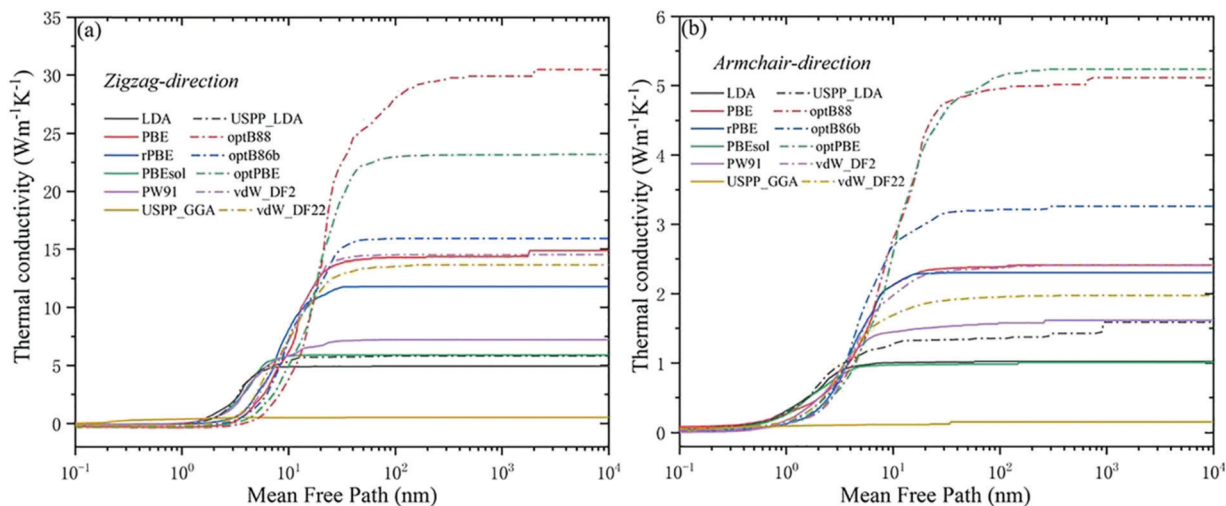 (a)
Zigzag-direction
LDA USPP_LDA
PBE optB88
rPBE optB86b
PBEsol optPBE
PW91 vdW_DF2
USPP_GGA vdW_DF22
Thermal conductivity (Wm⁻¹K⁻¹)
35
30
25
20
15
10
5
0
10⁻¹ 10⁰ 10¹ 10² 10³ 10⁴
Mean Free Path (nm)
(b)
Armchair-direction
LDA USPP_LDA
PBE optB88
rPBE optB86b
PBEsol optPBE
PW91 vdW_DF2
USPP_GGA vdW_DF22
Thermal conductivity (Wm⁻¹K⁻¹)
6
5
4
3
2
1
0
10⁻¹ 10⁰ 10¹ 10² 10³ 10⁴
Mean Free Path (nm)